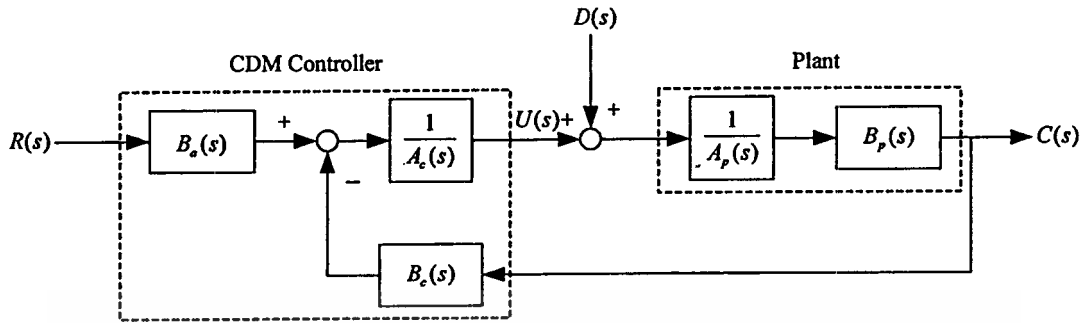 D(s)
CDM Controller
Plant
R(s)
B_a(s)
+
−
1
A_c(s)
U(s)+
+
1
A_p(s)
B_p(s)
C(s)
B_c(s)